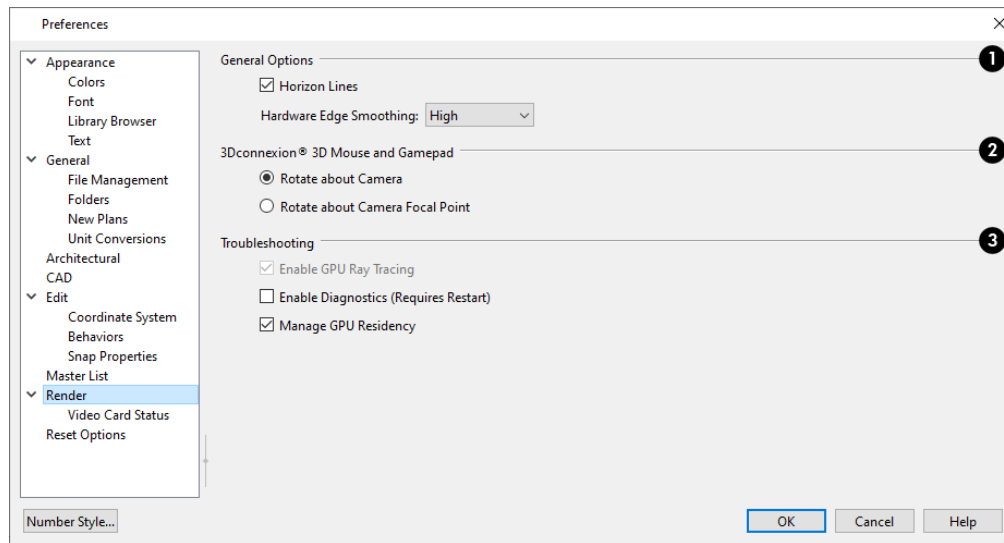 Preferences
Appearance
Colors
Font
Library Browser
Text
General
File Management
Folders
New Plans
Unit Conversions
Architectural
CAD
Edit
Coordinate System
Behaviors
Snap Properties
Master List
Render
Video Card Status
Reset Options
General Options
1
Horizon Lines
Hardware Edge Smoothing: High
3Dconnexion® 3D Mouse and Gamepad
2
Rotate about Camera
Rotate about Camera Focal Point
Troubleshooting
3
Enable GPU Ray Tracing
Enable Diagnostics (Requires Restart)
Manage GPU Residency
Number Style...
OK
Cancel
Help